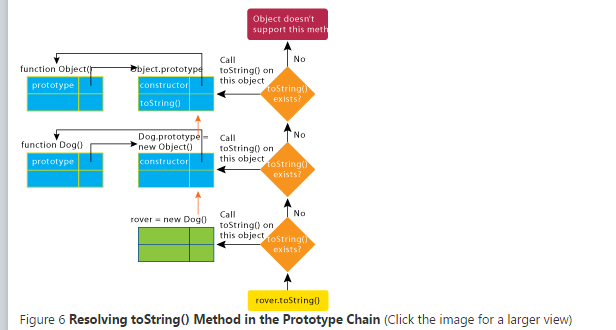 Object doesn't
support this meth
No
Call
toString() on
this object
toString()
exists?
function Object()
Object.prototype
prototype
constructor
toString()
No
Call
toString() on
this object
toString()
exists?
function Dog()
Dog.prototype =
new Object()
prototype
constructor
No
Call
toString() on
this object
toString()
exists?
rover = new Dog()
rover.toString()
Figure 6 Resolving toString() Method in the Prototype Chain (Click the image for a larger view)